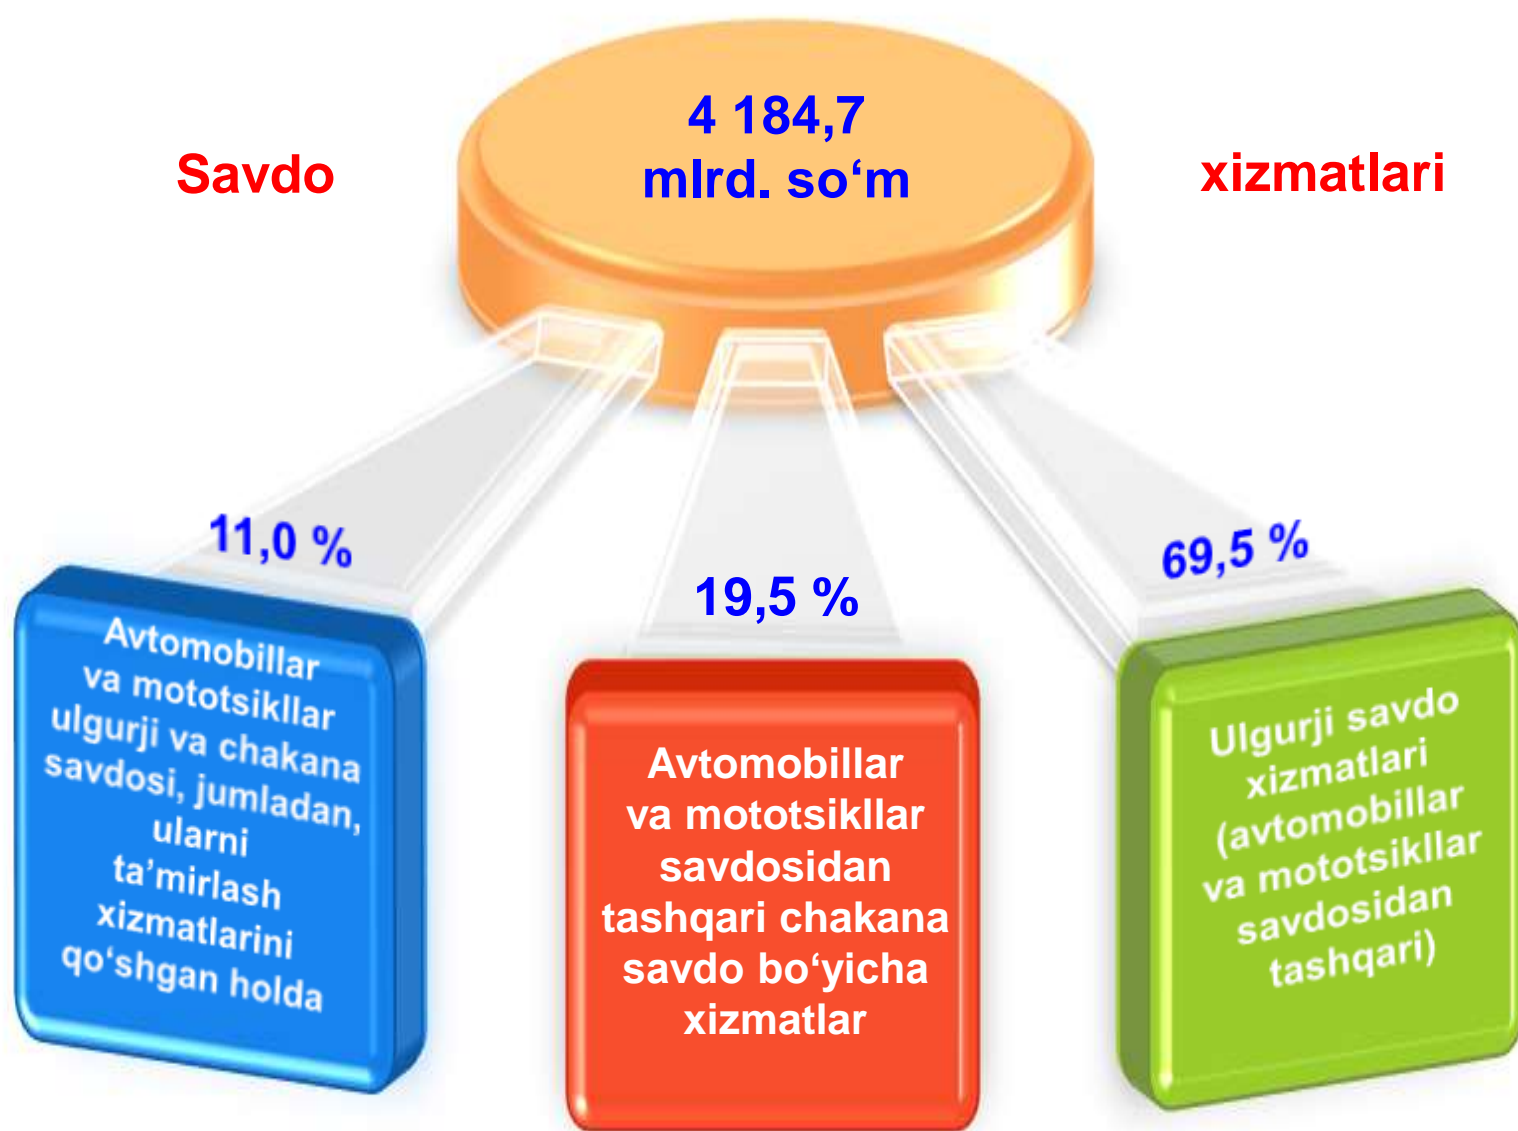 Savdo
4 184,7
mlrd. so‘m
xizmatlari
11,0 %
19,5 %
69,5 %
Avtomobillar
va mototsikllar
ulgurji va chakana
savdosi, jumladan,
ularni
ta’mirlash
xizmatlarini
qo‘shgan holda
Avtomobillar
va mototsikllar
savdosidan
tashqari chakana
savdo bo‘yicha
xizmatlar
Ulgurji savdo
xizmatlari
(avtomobillar
va mototsikllar
savdosidan
tashqari)